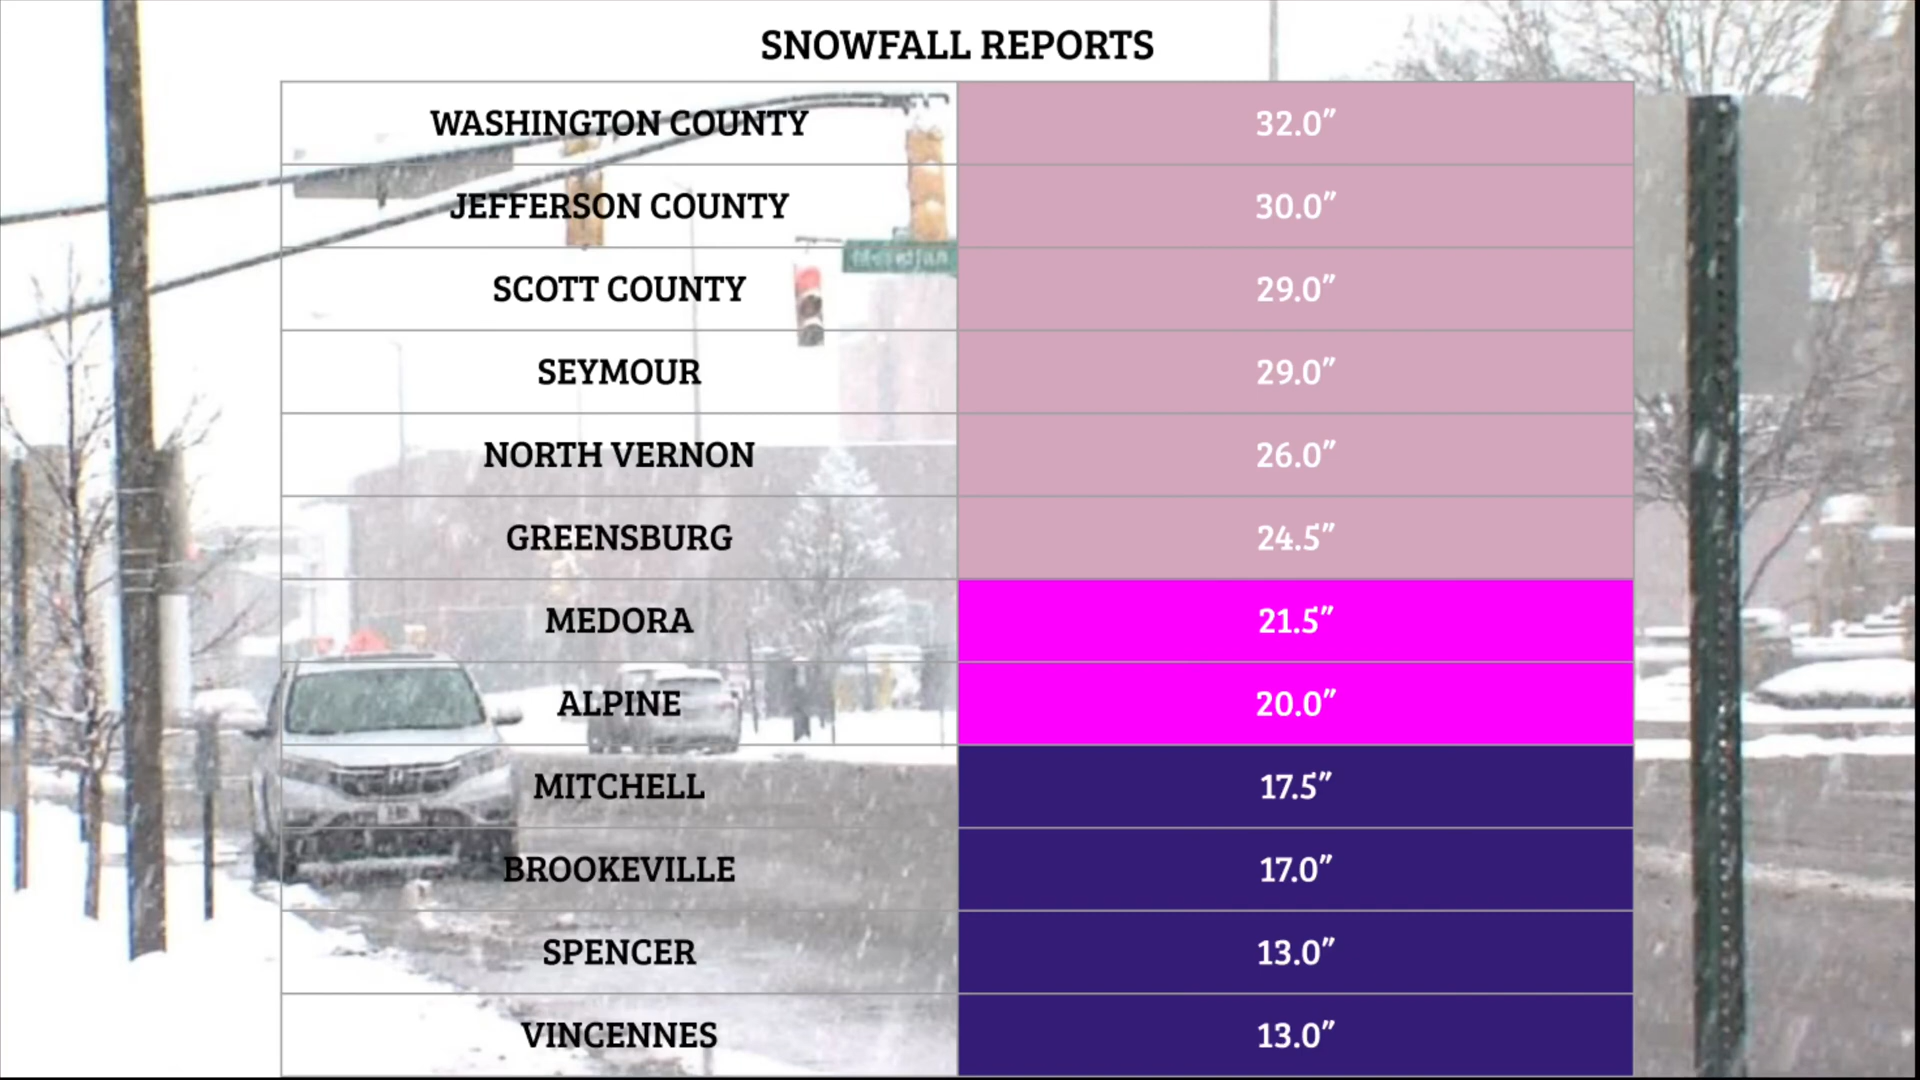 SNOWFALL REPORTS
WASHINGTON COUNTY 32.0”
JEFFERSON COUNTY 30.0”
SCOTT COUNTY 29.0”
SEYMOUR 29.0”
NORTH VERNON 26.0”
GREENSBURG 24.5”
MEDORA 21.5”
ALPINE 20.0”
MITCHELL 17.5”
BROOKEVILLE 17.0”
SPENCER 13.0”
VINCENNES 13.0”